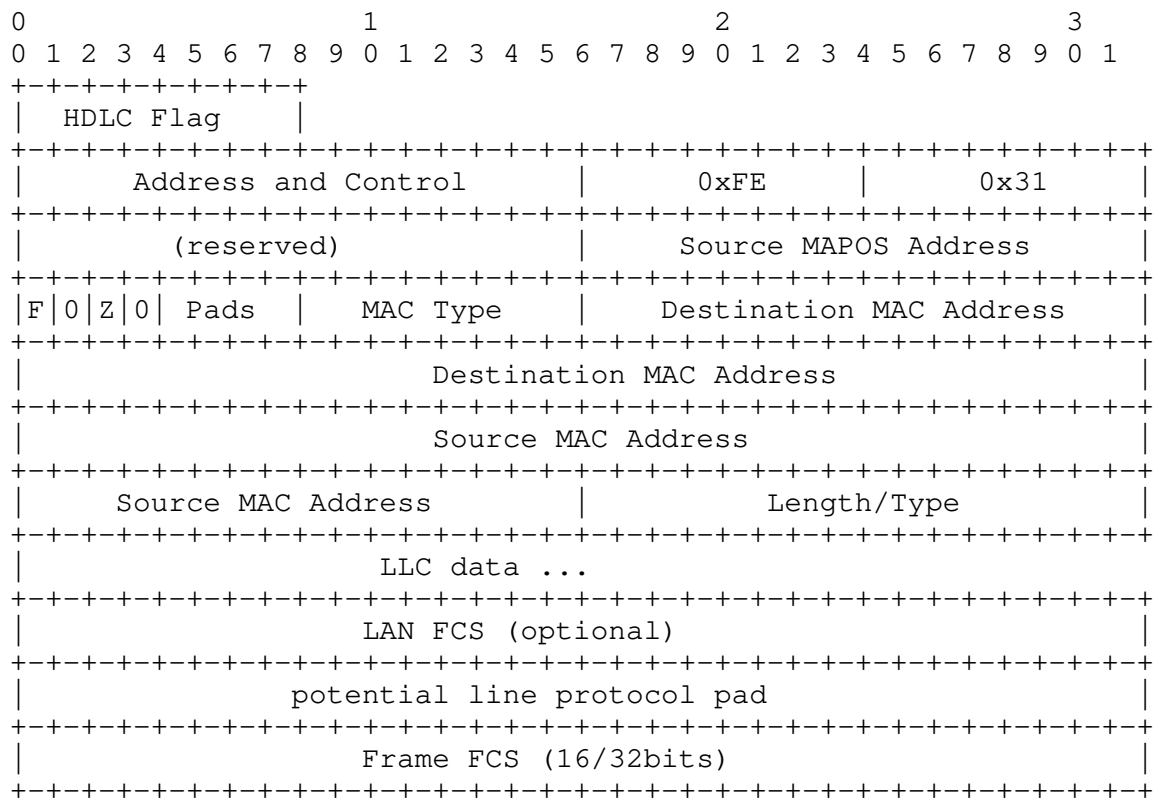 0                   1                   2                   3
0 1 2 3 4 5 6 7 8 9 0 1 2 3 4 5 6 7 8 9 0 1 2 3 4 5 6 7 8 9 0 1
+-+-+-+-+-+-+-+-+
|  HDLC Flag    |
+-+-+-+-+-+-+-+-+-+-+-+-+-+-+-+-+-+-+-+-+-+-+-+-+-+-+-+-+-+-+-+-+
|      Address and Control      |      0xFE     |      0x31     |
+-+-+-+-+-+-+-+-+-+-+-+-+-+-+-+-+-+-+-+-+-+-+-+-+-+-+-+-+-+-+-+-+
|        (reserved)             |     Source MAPOS Address      |
+-+-+-+-+-+-+-+-+-+-+-+-+-+-+-+-+-+-+-+-+-+-+-+-+-+-+-+-+-+-+-+-+
|F|0|Z|0| Pads  |   MAC Type    |    Destination MAC Address    |
+-+-+-+-+-+-+-+-+-+-+-+-+-+-+-+-+-+-+-+-+-+-+-+-+-+-+-+-+-+-+-+-+
|                       Destination MAC Address                 |
+-+-+-+-+-+-+-+-+-+-+-+-+-+-+-+-+-+-+-+-+-+-+-+-+-+-+-+-+-+-+-+-+
|                       Source MAC Address                      |
+-+-+-+-+-+-+-+-+-+-+-+-+-+-+-+-+-+-+-+-+-+-+-+-+-+-+-+-+-+-+-+-+
|     Source MAC Address        |          Length/Type          |
+-+-+-+-+-+-+-+-+-+-+-+-+-+-+-+-+-+-+-+-+-+-+-+-+-+-+-+-+-+-+-+-+
|                    LLC data ...
+-+-+-+-+-+-+-+-+-+-+-+-+-+-+-+-+-+-+-+-+-+-+-+-+-+-+-+-+-+-+-+-+
|                   LAN FCS (optional)                          |
+-+-+-+-+-+-+-+-+-+-+-+-+-+-+-+-+-+-+-+-+-+-+-+-+-+-+-+-+-+-+-+-+
|               potential line protocol pad                     |
+-+-+-+-+-+-+-+-+-+-+-+-+-+-+-+-+-+-+-+-+-+-+-+-+-+-+-+-+-+-+-+-+
|                   Frame FCS (16/32bits)                       |
+-+-+-+-+-+-+-+-+-+-+-+-+-+-+-+-+-+-+-+-+-+-+-+-+-+-+-+-+-+-+-+-+